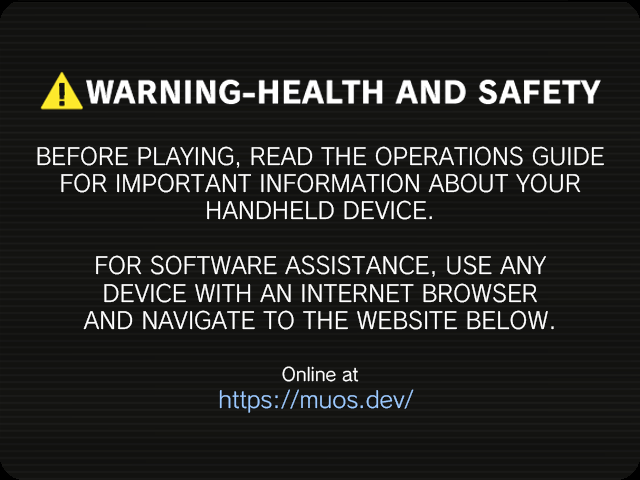 WARNING-HEALTH AND SAFETY
BEFORE PLAYING, READ THE OPERATIONS GUIDE
FOR IMPORTANT INFORMATION ABOUT YOUR
HANDHELD DEVICE.
FOR SOFTWARE ASSISTANCE, USE ANY
DEVICE WITH AN INTERNET BROWSER
AND NAVIGATE TO THE WEBSITE BELOW.
Online at
https://muos.dev/